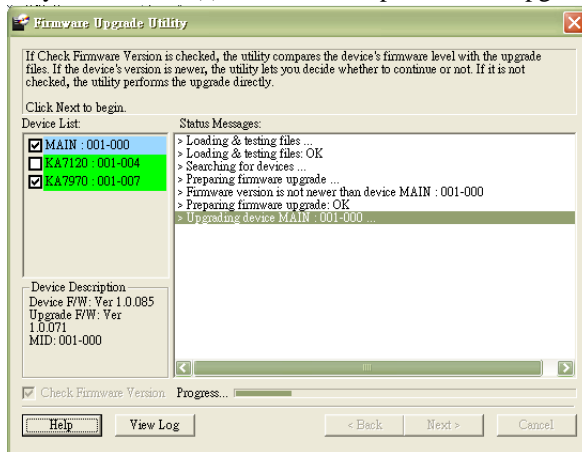 Firmware Upgrade Utility
If Check Firmware Version is checked, the utility compares the device's firmware level with the upgrade
files. If the device's version is newer, the utility lets you decide whether to continue or not. If it is not
checked, the utility performs the upgrade directly.
Click Next to begin.
Device List:
MAIN : 001-000
KA7120 : 001-004
KA7970 : 001-007
Status Messages:
> Loading & testing files ...
> Loading & testing files: OK
> Searching for devices ...
> Preparing firmware upgrade ...
> Firmware version is not newer than device MAIN : 001-000
> Preparing firmware upgrade: OK
> Upgrading device MAIN : 001-000 ...
Device Description
Device F/W: Ver 1.0.085
Upgrade F/W: Ver
1.0.071
MID: 001-000
Check Firmware Version Progress...
Help View Log < Back Next > Cancel